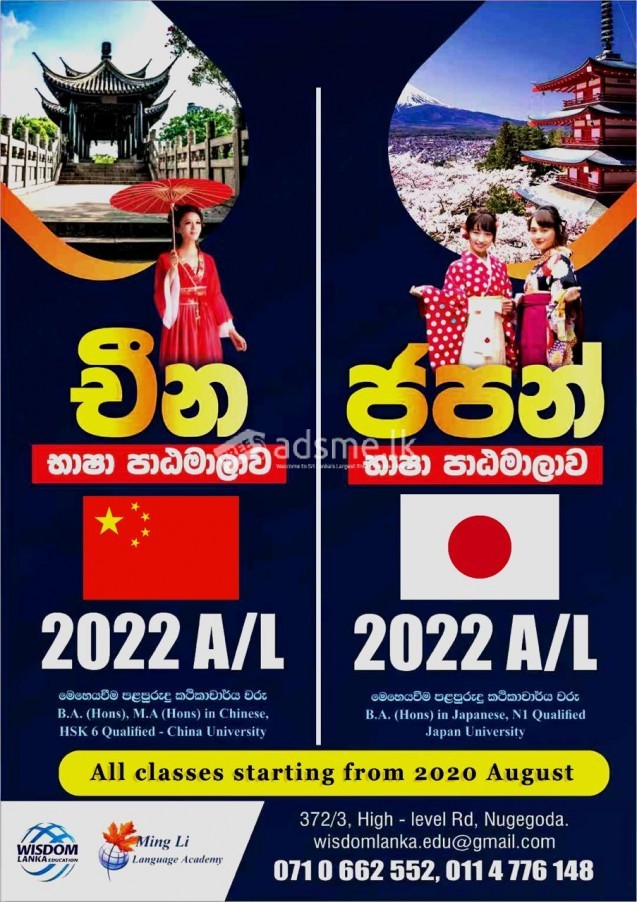 චීන
භාෂා පාඨමාලාව
2022 A/L
මෙහෙයවීම පළපුරුදු කථිකාචාර්ය වරු
B.A. (Hons), M.A (Hons) in Chinese,
HSK 6 Qualified - China University
ජපන්
භාෂා පාඨමාලාව
2022 A/L
මෙහෙයවීම පළපුරුදු කථිකාචාර්ය වරු
B.A. (Hons) in Japanese, N1 Qualified
Japan University
adsme.lk
All classes starting from 2020 August
WISDOM
LANKA EDUCATION
Ming Li
Language Academy
372/3, High - level Rd, Nugegoda.
wisdomlanka.edu@gmail.com
071 0 662 552, 011 4 776 148